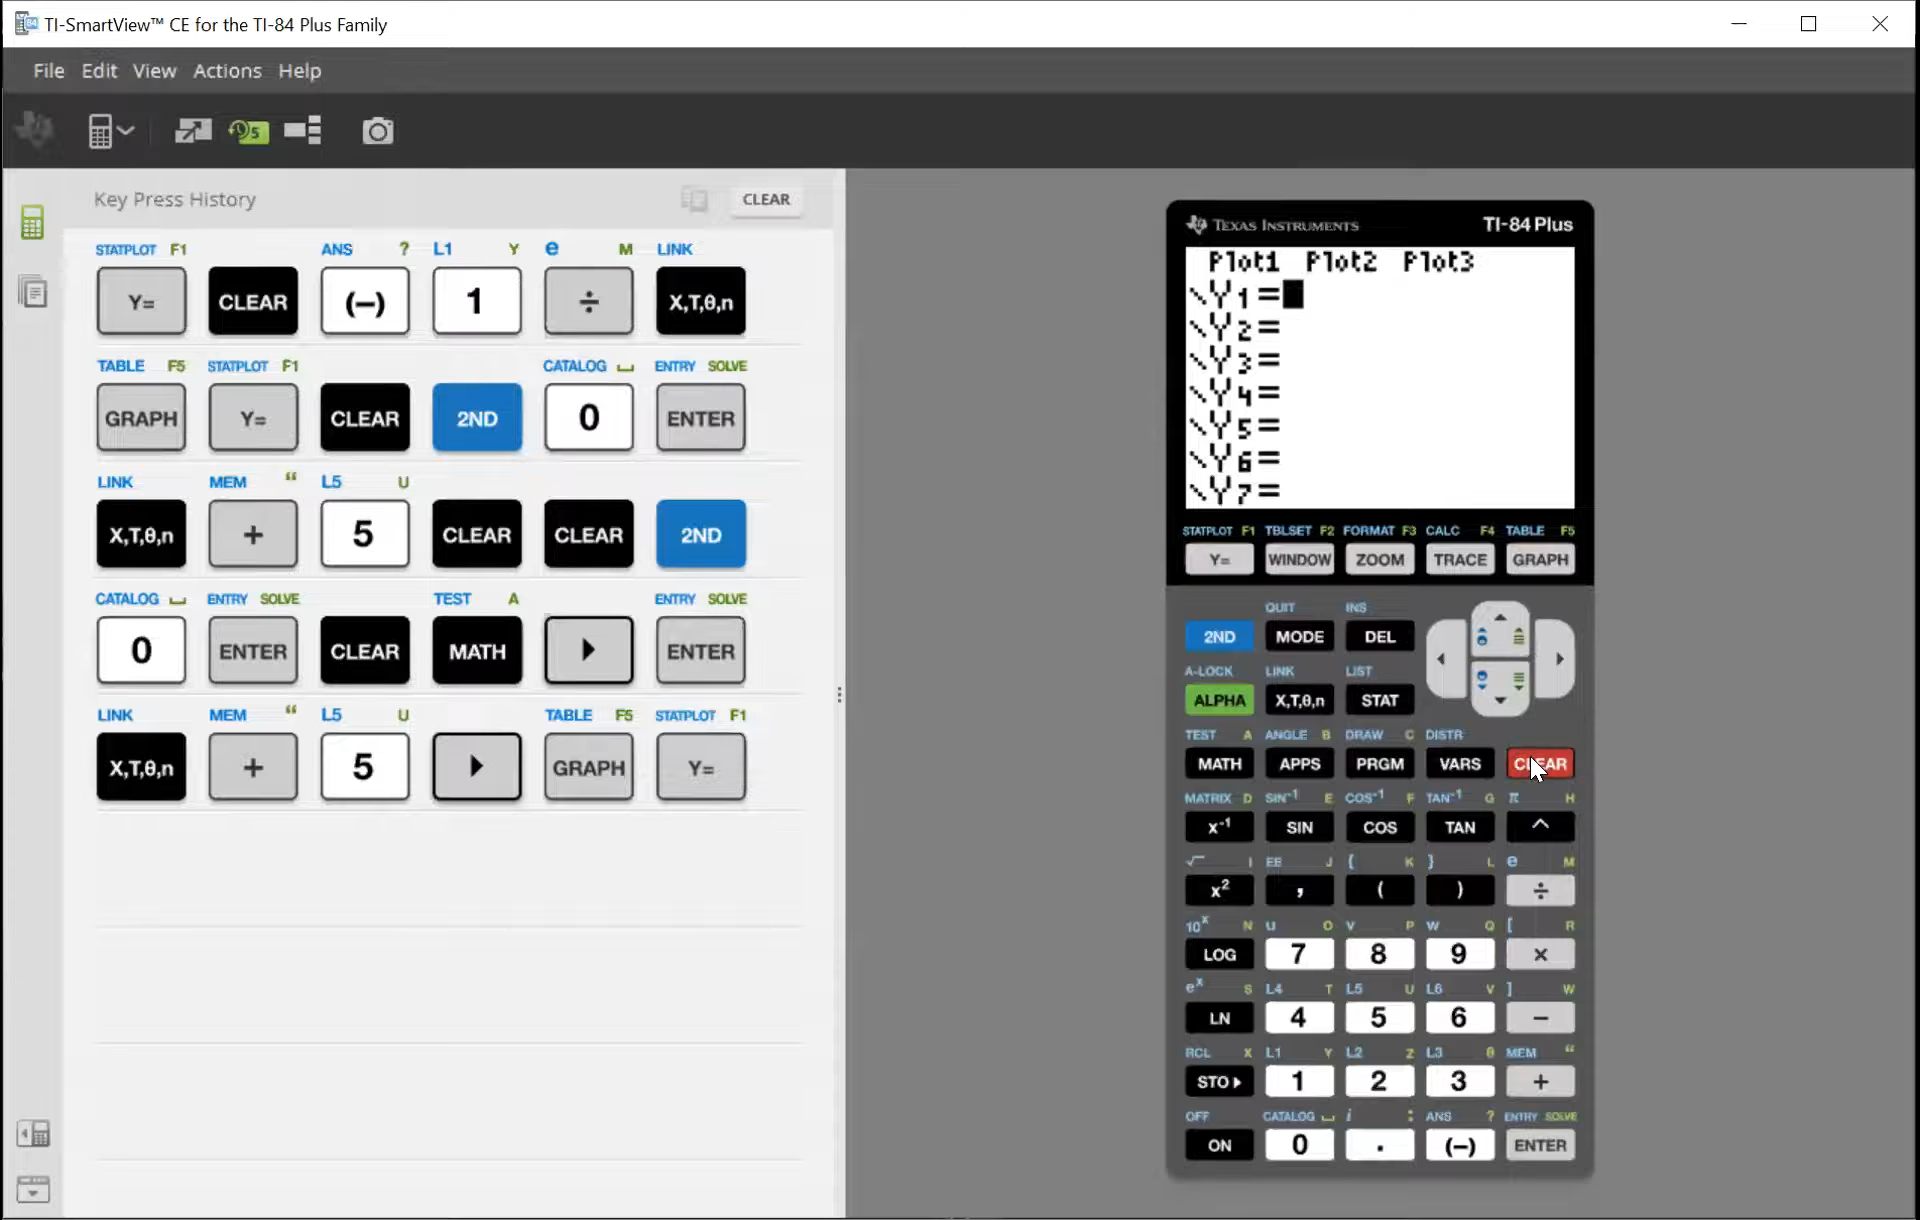 TI-SmartView™ CE for the TI-84 Plus Family
File Edit View Actions Help
5
Key Press History
CLEAR
STATPLOT F1 ANS ? L1 Y e M LINK
Y= CLEAR (–) 1 ÷ X,T,θ,n
TABLE F5 STATPLOT F1 CATALOG ⎵ ENTRY SOLVE
GRAPH Y= CLEAR 2ND 0 ENTER
LINK MEM “ L5 U
X,T,θ,n + 5 CLEAR CLEAR 2ND
CATALOG ⎵ ENTRY SOLVE TEST A ENTRY SOLVE
0 ENTER CLEAR MATH ENTER
LINK MEM “ L5 U TABLE F5 STATPLOT F1
X,T,θ,n + 5 GRAPH Y=
TEXAS INSTRUMENTS TI-84 Plus
Plot1 Plot2 Plot3
\Y1=
\Y2=
\Y3=
\Y4=
\Y5=
\Y6=
\Y7=
STATPLOT F1 TBLSET F2 FORMAT F3 CALC F4 TABLE F5
Y= WINDOW ZOOM TRACE GRAPH
QUIT INS
2ND MODE DEL
A-LOCK LINK LIST
ALPHA X,T,θ,n STAT
TEST A ANGLE B DRAW C DISTR
MATH APPS PRGM VARS CLEAR
MATRIX D SIN⁻¹ E COS⁻¹ F TAN⁻¹ G π H
x⁻¹ SIN COS TAN ^
√ I EE J { K } L e M
x² , ( ) ÷
10ˣ N u O v P w Q [ R
LOG 7 8 9 ×
eˣ S L4 T L5 U L6 V ] W
LN 4 5 6 –
RCL X L1 Y L2 Z L3 θ MEM “
STO▶ 1 2 3 +
OFF CATALOG ⎵ i : ANS ? ENTRY SOLVE
ON 0 . (–) ENTER